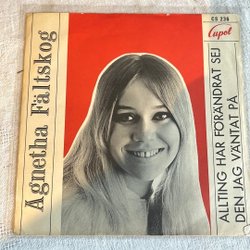 CS 236
Cupol
Agnetha Fältskog
ALLTING HAR FÖRÄNDRAT SEJ
DEN JAG VÄNTAT PÅ